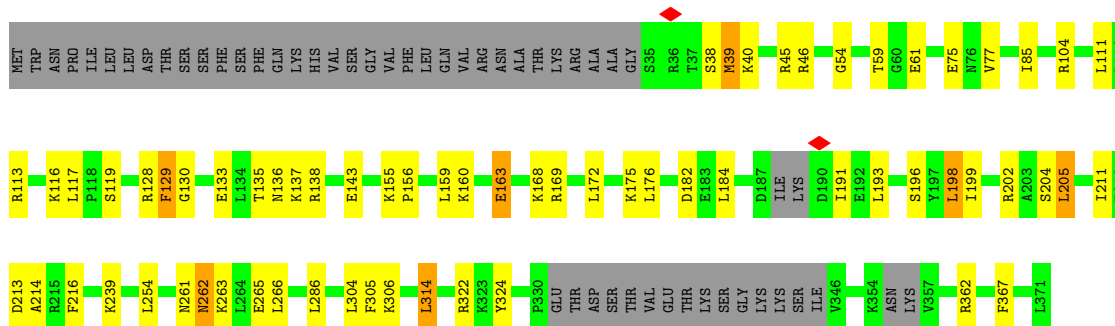 MET TRP ASN PRO ILE LEU LEU ASP THR SER SER PHE SER PHE GLN LYS HIS VAL SER GLY VAL PHE LEU GLN VAL ARG ASN ALA THR LYS ARG ALA ALA GLY S35 R36 T37 S38 M39 K40 R45 R46 G54 T59 G60 E61 E75 N76 V77 I85 R104 L111
R113 K116 L117 P118 S119 R128 F129 G130 E133 L134 T135 N136 K137 R138 E143 K155 P156 L159 K160 E163 K168 R169 L172 K175 L176 D182 E183 L184 D187 ILE LYS D190 I191 E192 L193 S196 Y197 L198 I199 R202 A203 S204 L205 I211
D213 A214 R215 F216 K239 L254 N261 N262 K263 L264 E265 L266 L286 L304 F305 K306 L314 R322 K323 Y324 P330 GLU THR ASP SER THR VAL GLU THR LYS SER GLY LYS LYS SER ILE V346 K354 ASN LYS V357 R362 F367 L371